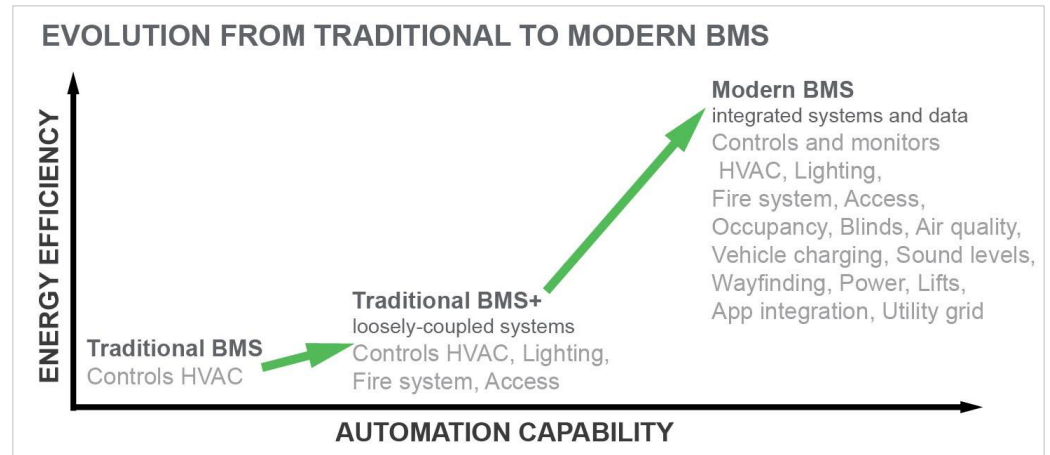 EVOLUTION FROM TRADITIONAL TO MODERN BMS
ENERGY EFFICIENCY
Traditional BMS
Controls HVAC
Traditional BMS+
loosely-coupled systems
Controls HVAC, Lighting,
Fire system, Access
Modern BMS
integrated systems and data
Controls and monitors
HVAC, Lighting,
Fire system, Access,
Occupancy, Blinds, Air quality,
Vehicle charging, Sound levels,
Wayfinding, Power, Lifts,
App integration, Utility grid
AUTOMATION CAPABILITY